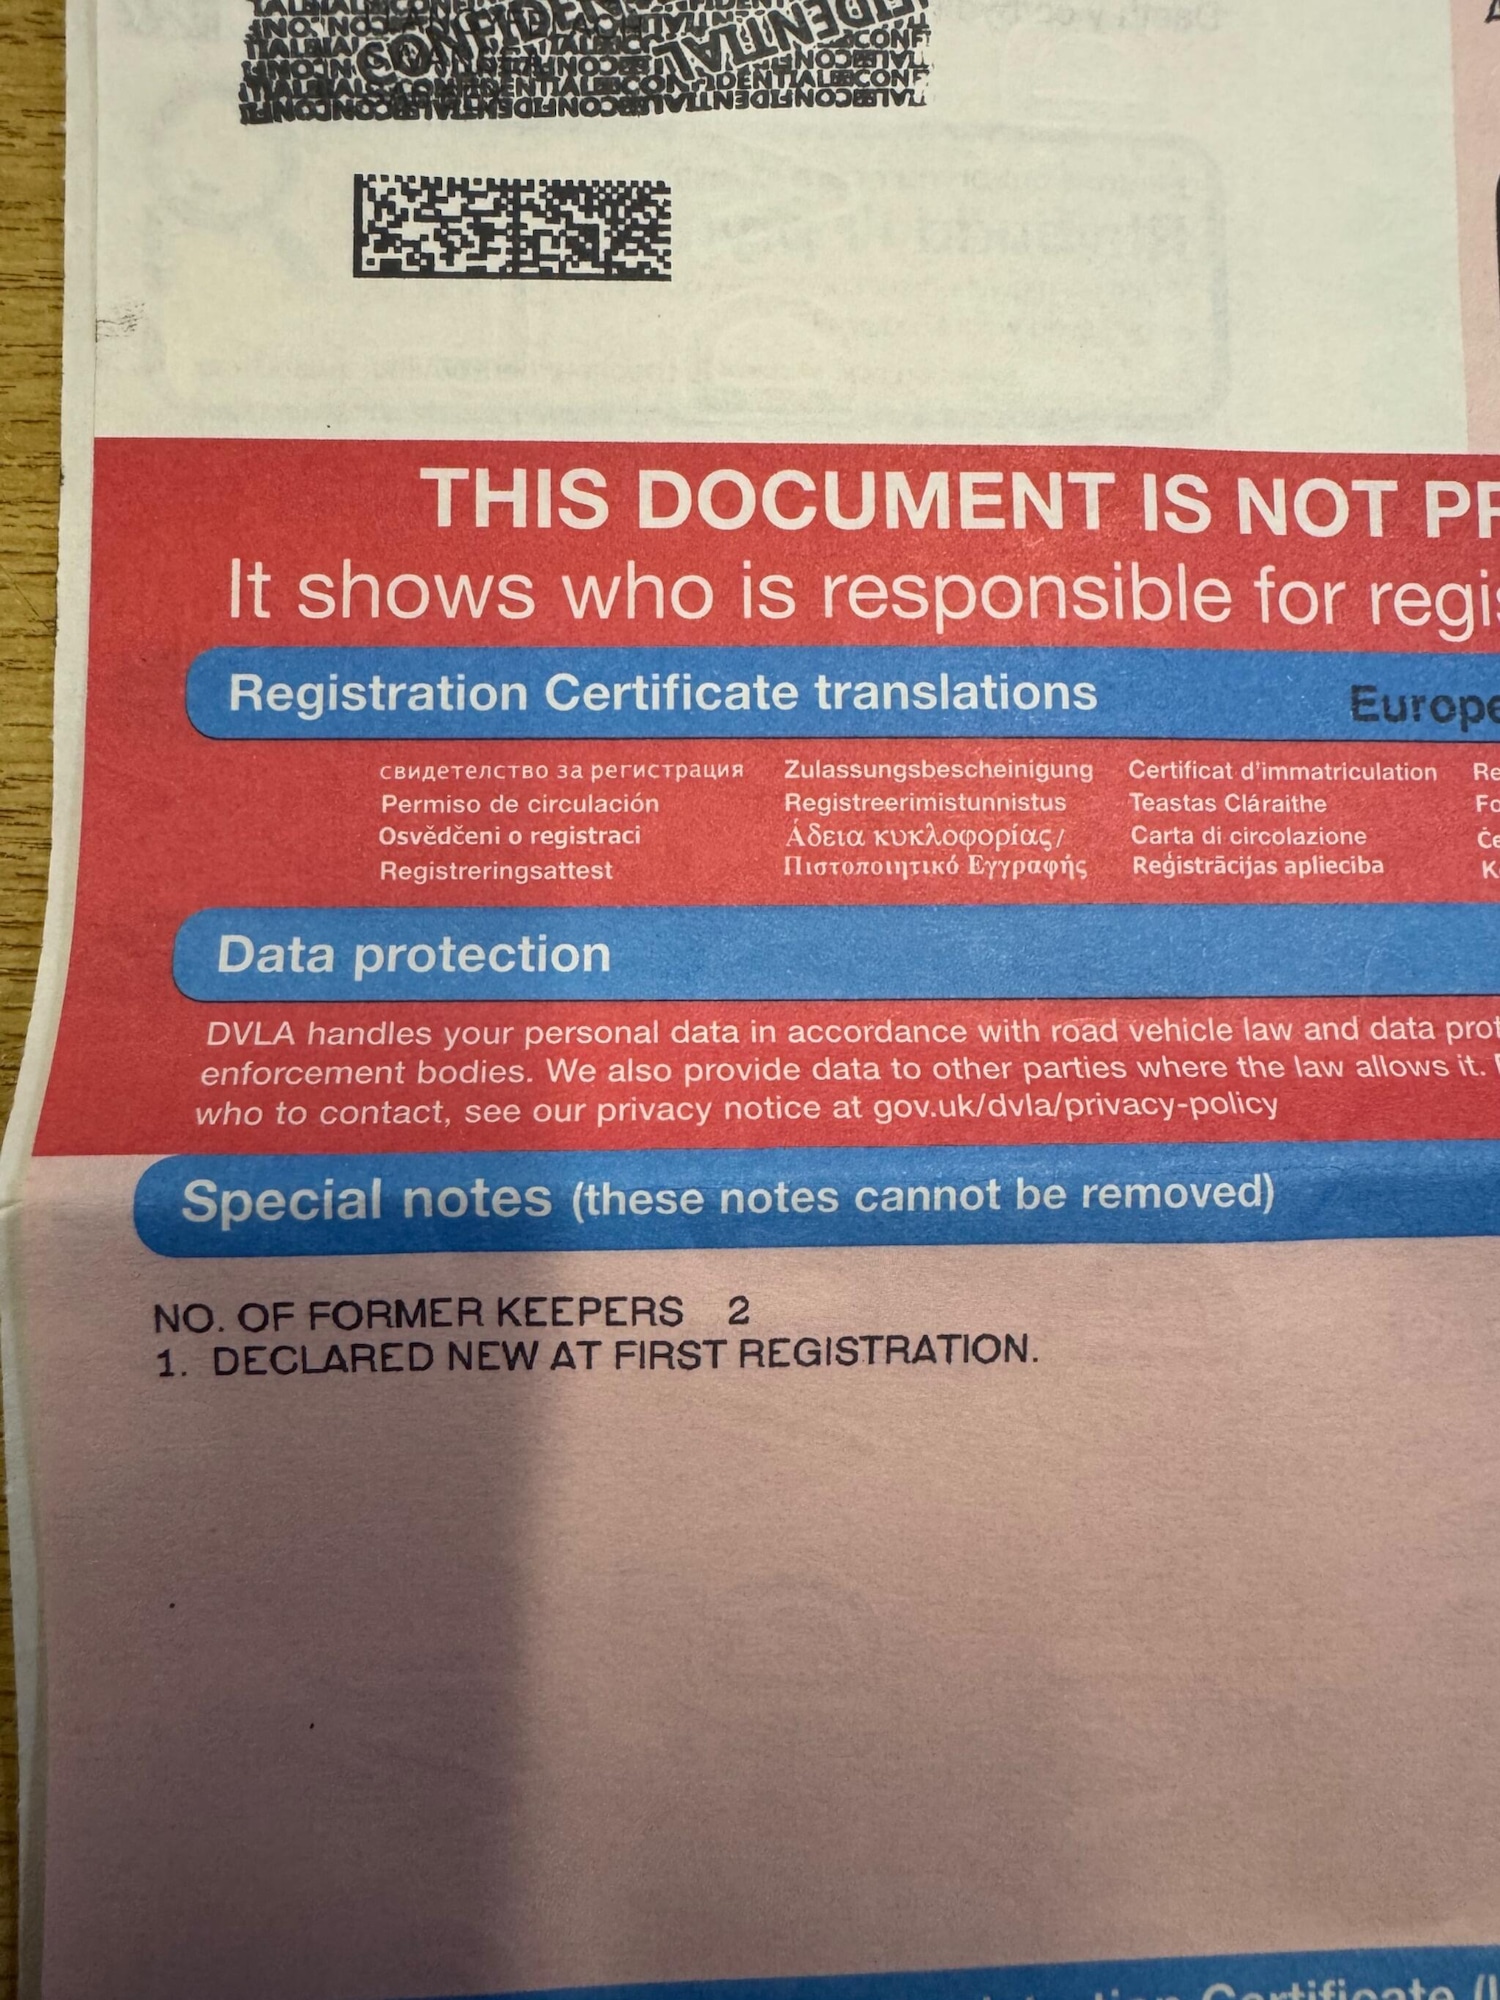 THIS DOCUMENT IS NOT PR
It shows who is responsible for regis
Registration Certificate translations Europe
свидетелство за регистрация Zulassungsbescheinigung Certificat d'immatriculation Re
Permiso de circulación Registreerimistunnistus Teastas Cláraithe Fo
Osvědčeni o registraci Άδεια κυκλοφορίας/ Carta di circolazione Če
Registreringsattest Πιστοποιητικό Εγγραφής Reģistrācijas aplieciba K
Data protection
DVLA handles your personal data in accordance with road vehicle law and data prot
enforcement bodies. We also provide data to other parties where the law allows it.
who to contact, see our privacy notice at gov.uk/dvla/privacy-policy
Special notes (these notes cannot be removed)
NO. OF FORMER KEEPERS 2
1. DECLARED NEW AT FIRST REGISTRATION.
Certificate